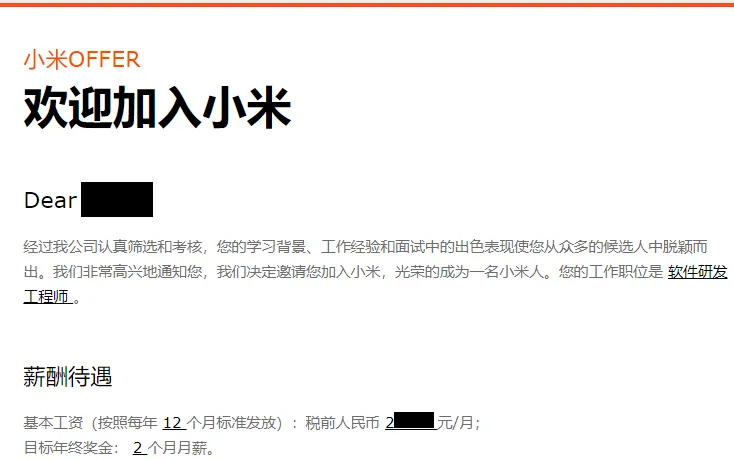 小米OFFER
欢迎加入小米
Dear
经过我公司认真筛选和考核，您的学习背景、工作经验和面试中的出色表现使您从众多的候选人中脱颖而
出。我们非常高兴地通知您，我们决定邀请您加入小米，光荣的成为一名小米人。您的工作职位是 软件研发
工程师 。
薪酬待遇
基本工资（按照每年 12 个月标准发放）：税前人民币 2 元/月；
目标年终奖金： 2 个月月薪。